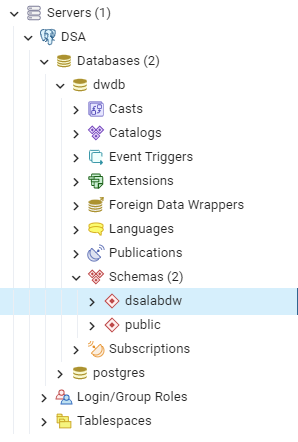 Servers (1)
DSA
Databases (2)
dwdb
Casts
Catalogs
Event Triggers
Extensions
Foreign Data Wrappers
Languages
Publications
Schemas (2)
dsalabdw
public
Subscriptions
postgres
Login/Group Roles
Tablespaces